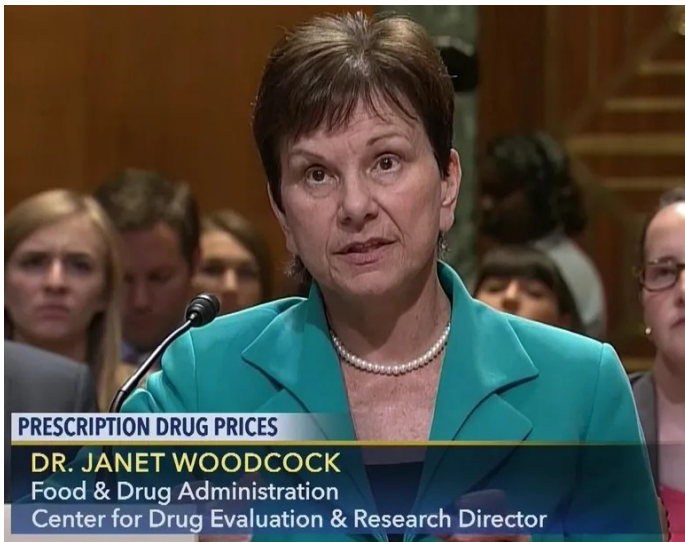 PRESCRIPTION DRUG PRICES
DR. JANET WOODCOCK
Food & Drug Administration
Center for Drug Evaluation & Research Director